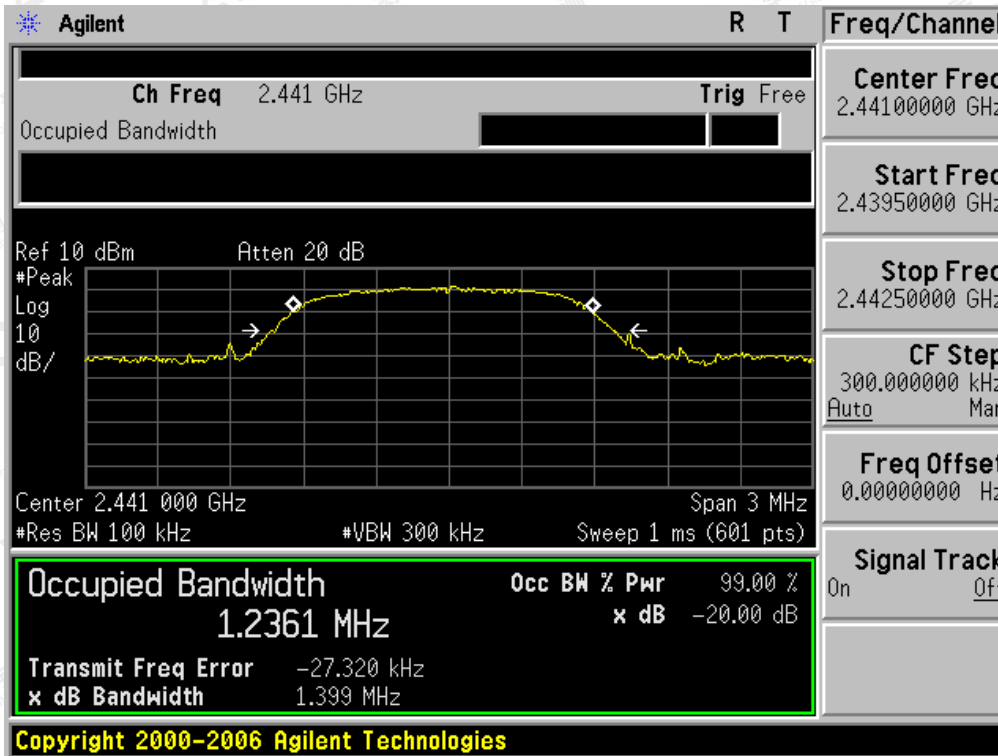 Agilent R T
Freq/Channel
Ch Freq 2.441 GHz Trig Free
Occupied Bandwidth
Center Freq
2.44100000 GHz
Start Freq
2.43950000 GHz
Stop Freq
2.44250000 GHz
CF Step
300.000000 kHz
Auto Man
Freq Offset
0.00000000 Hz
Signal Track
On Off
Ref 10 dBm Atten 20 dB
#Peak
Log
10
dB/
Center 2.441 000 GHz Span 3 MHz
#Res BW 100 kHz #VBW 300 kHz Sweep 1 ms (601 pts)
Occupied Bandwidth
1.2361 MHz
Occ BW % Pwr 99.00 %
x dB -20.00 dB
Transmit Freq Error -27.320 kHz
x dB Bandwidth 1.399 MHz
Copyright 2000-2006 Agilent Technologies